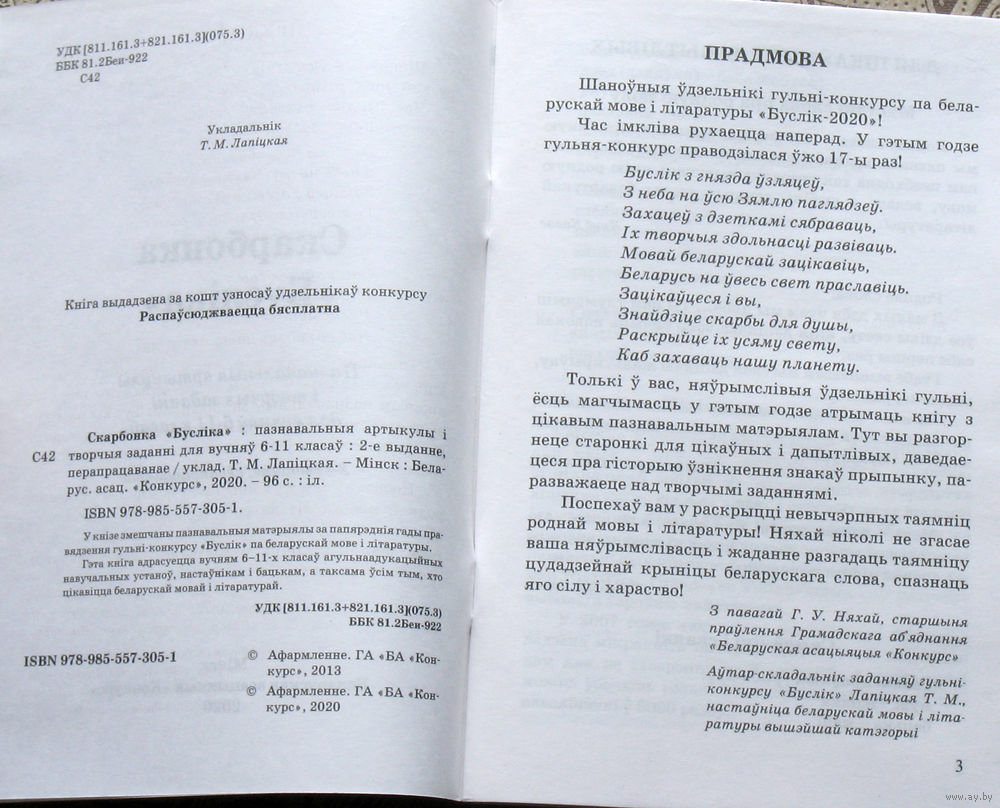 УДК [811.161.3+821.161.3](075.3)
ББК 81.2Беи-922
С42
Укладальнік
Т. М. Лапіцкая
Кніга выдадзена за кошт узносаў удзельнікаў конкурсу
Распаўсюджваецца бясплатна
Скарбонка «Бусліка» : пазнавальныя артыкулы і
С42 творчыя заданні для вучняў 6-11 класаў : 2-е выданне,
перапрацаванае / уклад. Т. М. Лапіцкая. – Мінск : Бела-
рус. асац. «Конкурс», 2020. – 96 с. : іл.
ISBN 978-985-557-305-1.
У кнізе змешчаны пазнавальныя матэрыялы за папярэднія гады пра-
вядзення гульні-конкурсу «Буслік» па беларускай мове і літаратуры.
Гэта кніга адрасуецца вучням 6–11-х класаў агульнаадукацыйных
навучальных устаноў, настаўнікам і бацькам, а таксама ўсім тым, хто
цікавіцца беларускай мовай і літаратурай.
УДК [811.161.3+821.161.3](075.3)
ББК 81.2Беи-922
ISBN 978-985-557-305-1
© Афармленне. ГА «БА «Кон-
курс», 2013
© Афармленне. ГА «БА «Кон-
курс», 2020
ПРАДМОВА
Шаноўныя ўдзельнікі гульні-конкурсу па бела-
рускай мове і літаратуры «Буслік-2020»!
Час імкліва рухаецца наперад. У гэтым годзе
гульня-конкурс праводзілася ўжо 17-ы раз!
Буслік з гнязда ўзляцеў,
З неба на ўсю Зямлю паглядзеў.
Захацеў з дзеткамі сябраваць,
Іх творчыя здольнасці развіваць.
Мовай беларускай зацікавіць,
Беларусь на ўвесь свет праславіць.
Зацікаўцеся і вы,
Знайдзіце скарбы для душы,
Раскрыйце іх усяму свету,
Каб захаваць нашу планету.
Толькі ў вас, няўрымслівыя ўдзельнікі гульні,
ёсць магчымасць у гэтым годзе атрымаць кнігу з
цікавым пазнавальным матэрыялам. Тут вы разгор-
неце старонкі для цікаўных і дапытлівых, даведае-
цеся пра гісторыю ўзнікнення знакаў прыпынку, па-
разважаеце над творчымі заданнямі.
Поспехаў вам у раскрыцці невычэрпных таямніц
роднай мовы і літаратуры! Няхай ніколі не згасае
ваша няўрымслівасць і жаданне разгадаць таямніцу
цудадзейнай крыніцы беларускага слова, спазнаць
яго сілу і хараство!
З павагай Г. У. Няхай, старшыня
праўлення Грамадскага аб'яднання
«Беларуская асацыяцыя «Конкурс»
Аўтар-складальнік заданняў гульні-
конкурсу «Буслік» Лапіцкая Т. М.,
настаўніца беларускай мовы і літа-
ратуры вышэйшай катэгорыі
3
www.ay.by